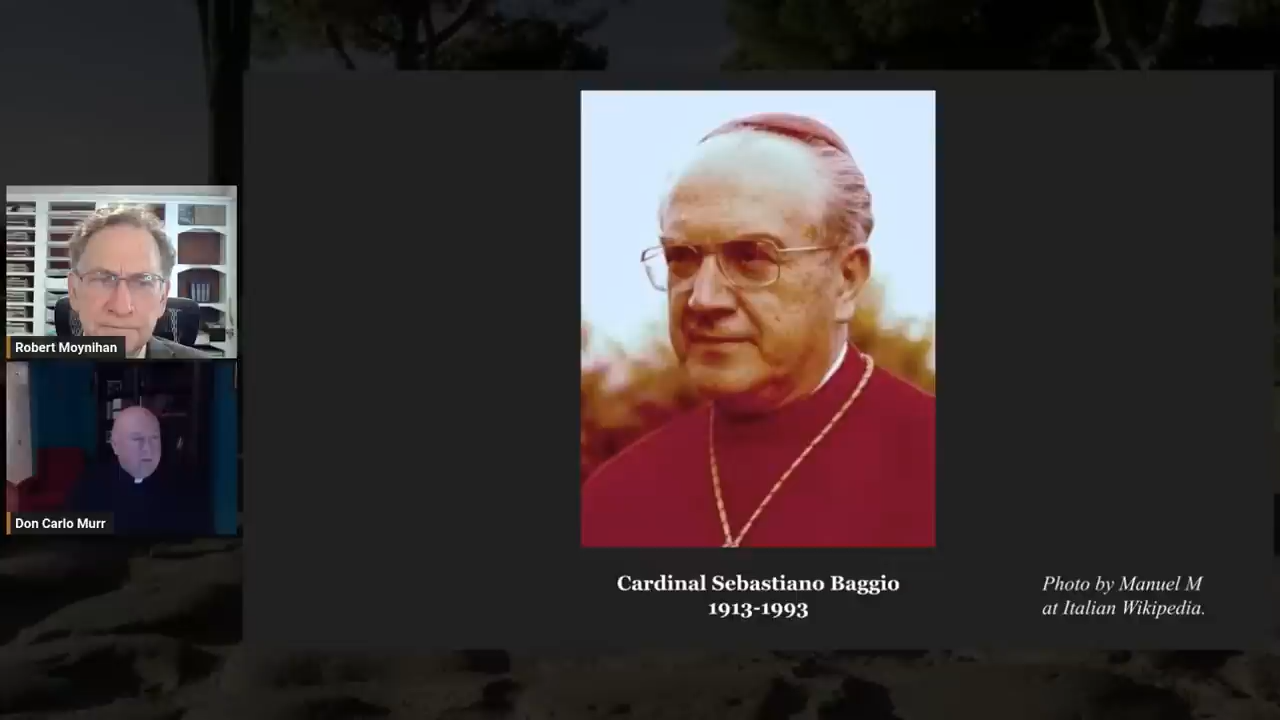 Robert Moynihan
Don Carlo Murr
Cardinal Sebastiano Baggio
1913-1993
Photo by Manuel M
at Italian Wikipedia.